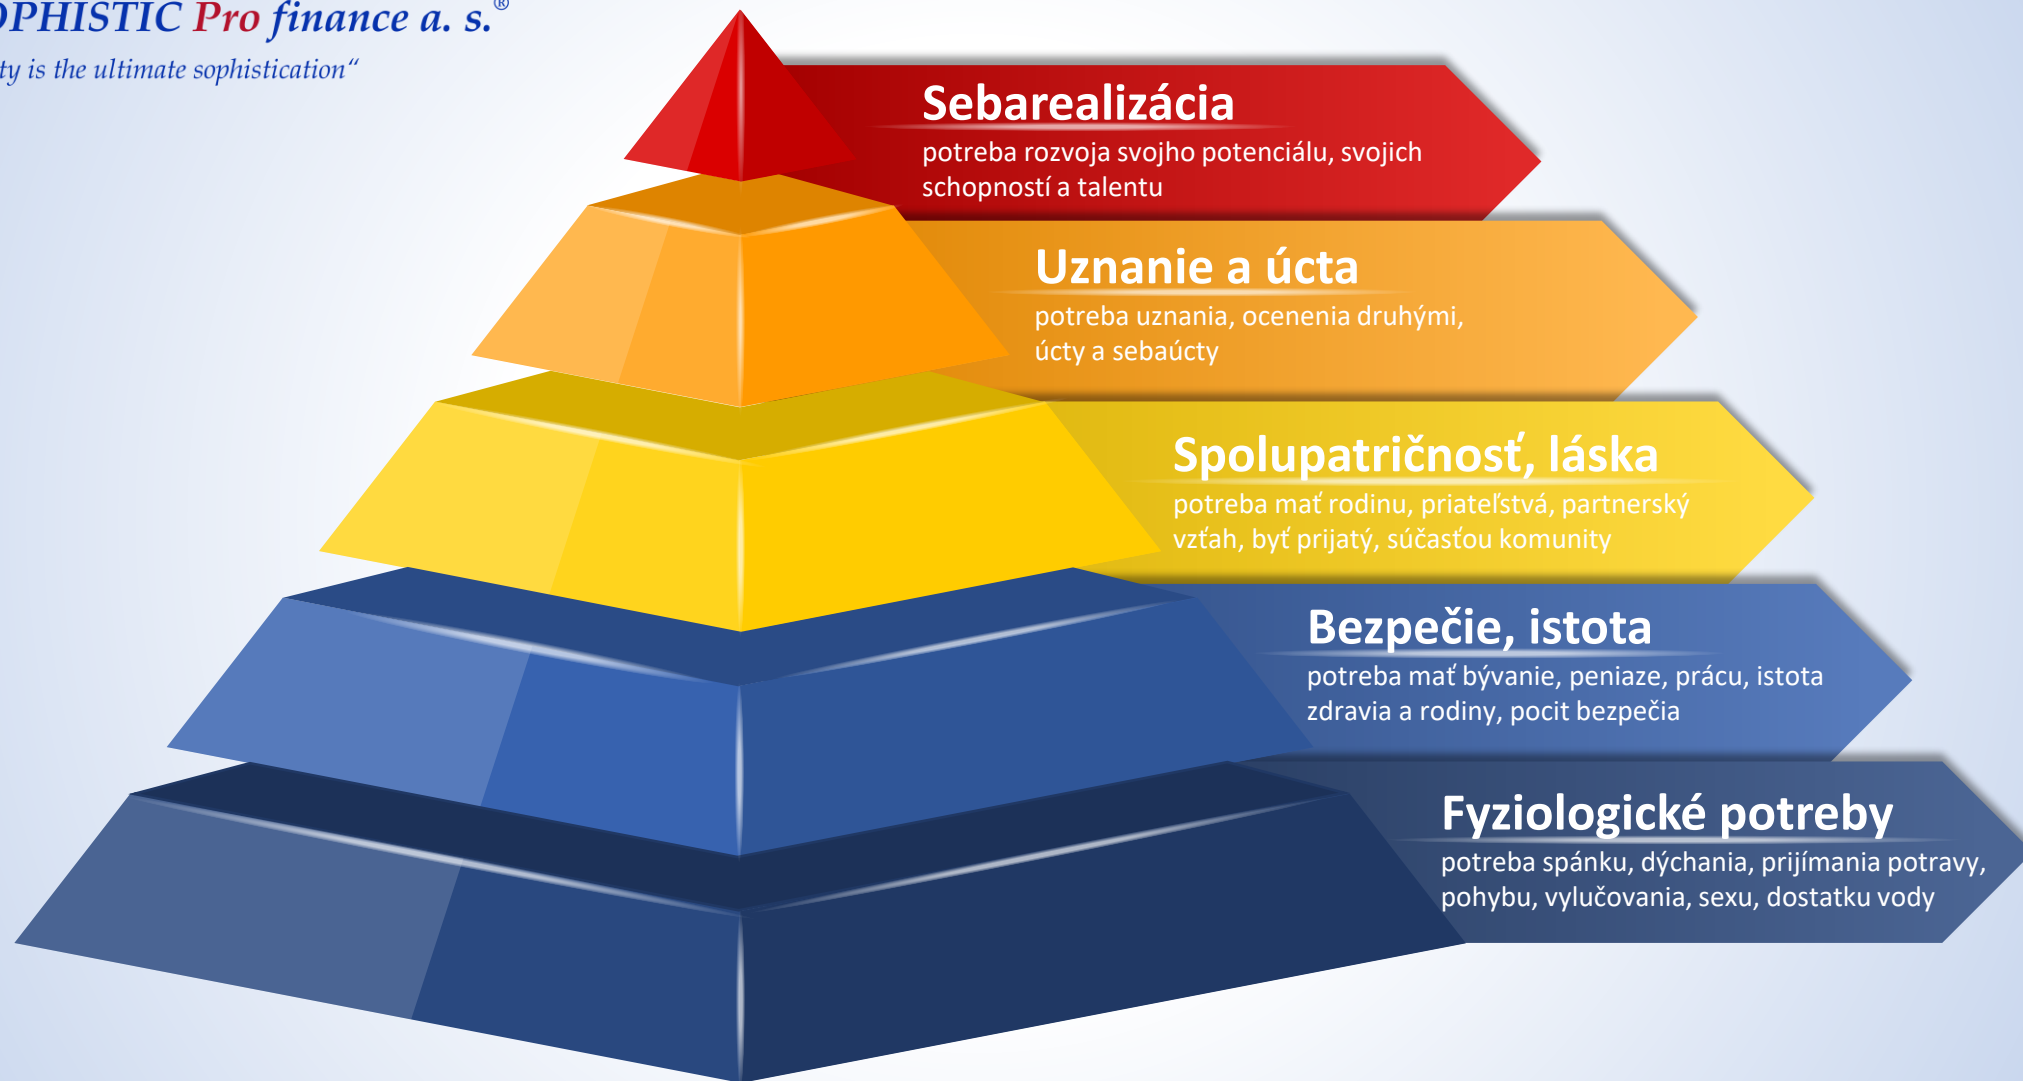 OPHISTIC Pro finance a. s.®
ty is the ultimate sophistication“
Sebarealizácia
potreba rozvoja svojho potenciálu, svojich
schopností a talentu
Uznanie a úcta
potreba uznania, ocenenia druhými,
úcty a sebaúcty
Spolupatričnosť, láska
potreba mať rodinu, priateľstvá, partnerský
vzťah, byť prijatý, súčasťou komunity
Bezpečie, istota
potreba mať bývanie, peniaze, prácu, istota
zdravia a rodiny, pocit bezpečia
Fyziologické potreby
potreba spánku, dýchania, prijímania potravy,
pohybu, vylučovania, sexu, dostatku vody